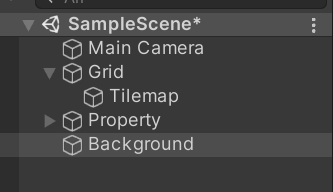 SampleScene*
Main Camera
Grid
Tilemap
Property
Background